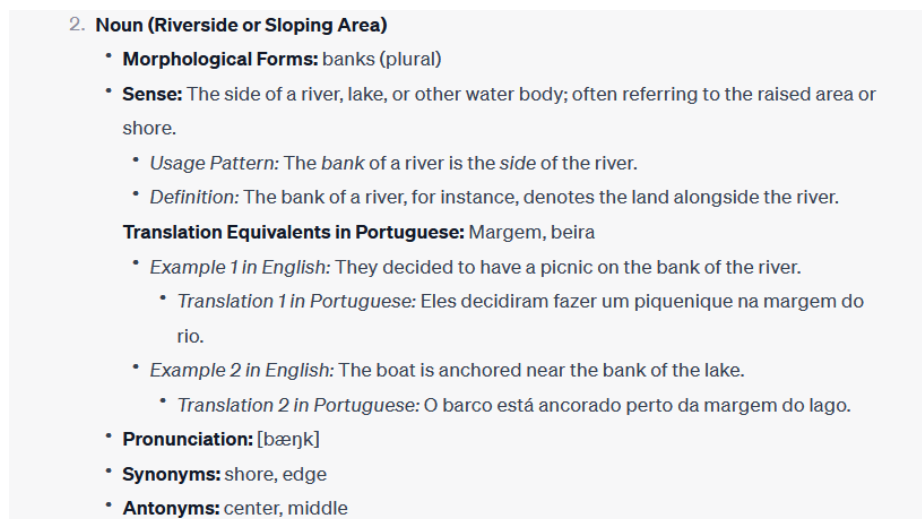 2. Noun (Riverside or Sloping Area)
• Morphological Forms: banks (plural)
• Sense: The side of a river, lake, or other water body; often referring to the raised area or
shore.
• Usage Pattern: The bank of a river is the side of the river.
• Definition: The bank of a river, for instance, denotes the land alongside the river.
Translation Equivalents in Portuguese: Margem, beira
• Example 1 in English: They decided to have a picnic on the bank of the river.
• Translation 1 in Portuguese: Eles decidiram fazer um piquenique na margem do
rio.
• Example 2 in English: The boat is anchored near the bank of the lake.
• Translation 2 in Portuguese: O barco está ancorado perto da margem do lago.
• Pronunciation: [bæŋk]
• Synonyms: shore, edge
• Antonyms: center, middle